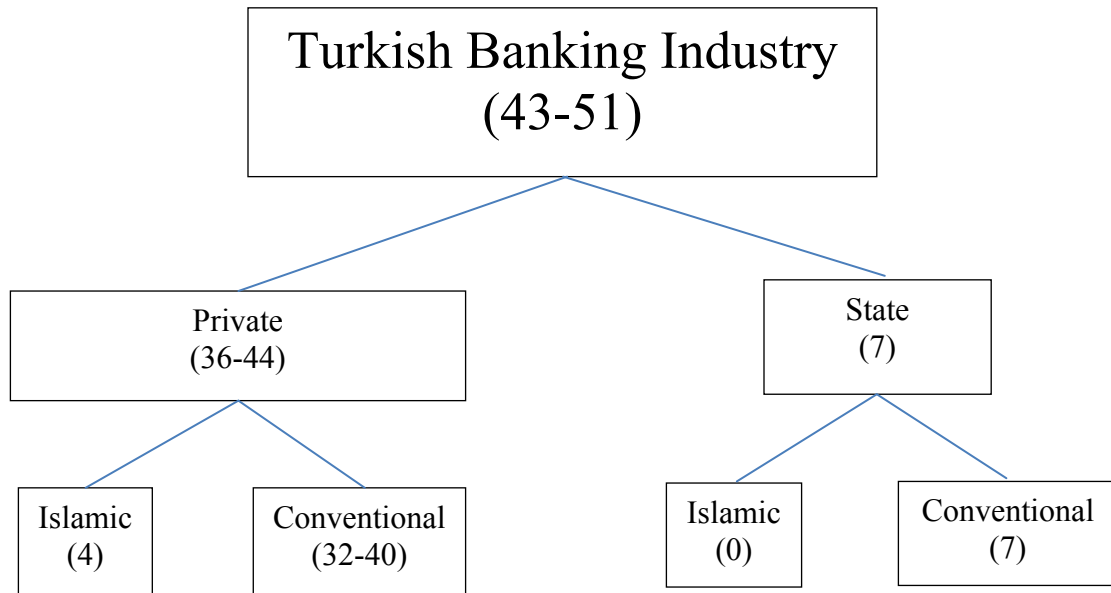 Turkish Banking Industry
(43-51)
Private
(36-44)
State
(7)
Islamic
(4)
Conventional
(32-40)
Islamic
(0)
Conventional
(7)